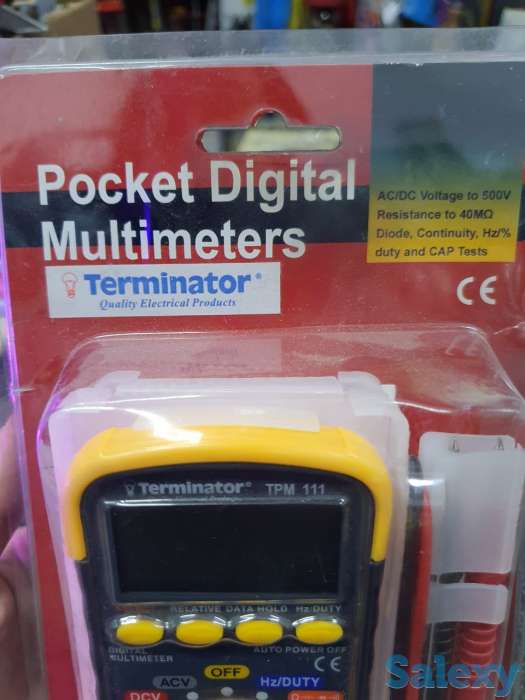 Pocket Digital
Multimeters
AC/DC Voltage to 500V
Resistance to 40MΩ
Diode, Continuity, Hz/%
duty and CAP Tests
CE
Terminator®
Quality Electrical Products
Terminator® TPM 111
RELATIVE DATA HOLD Hz/DUTY
DIGITAL
MULTIMETER
AUTO POWER OFF
CE
OFF
ACV
Hz/DUTY
DCV
Salexy